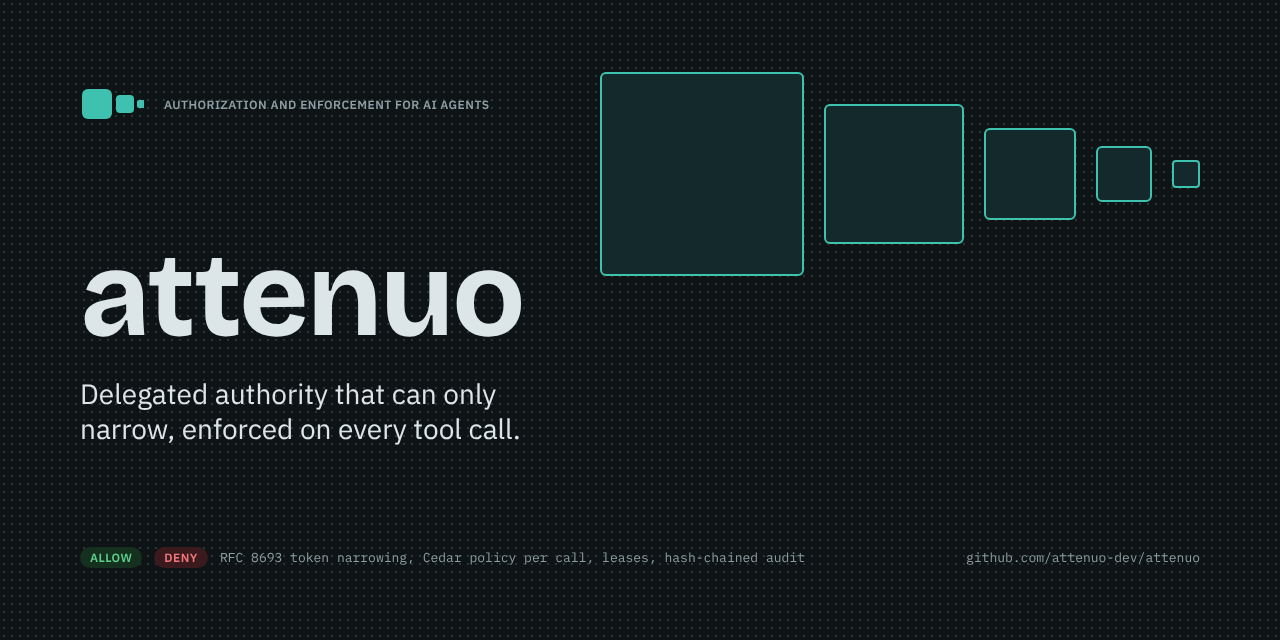 AUTHORIZATION AND ENFORCEMENT FOR AI AGENTS
attenuo
Delegated authority that can only
narrow, enforced on every tool call.
ALLOW DENY RFC 8693 token narrowing, Cedar policy per call, leases, hash-chained audit github.com/attenuo-dev/attenuo